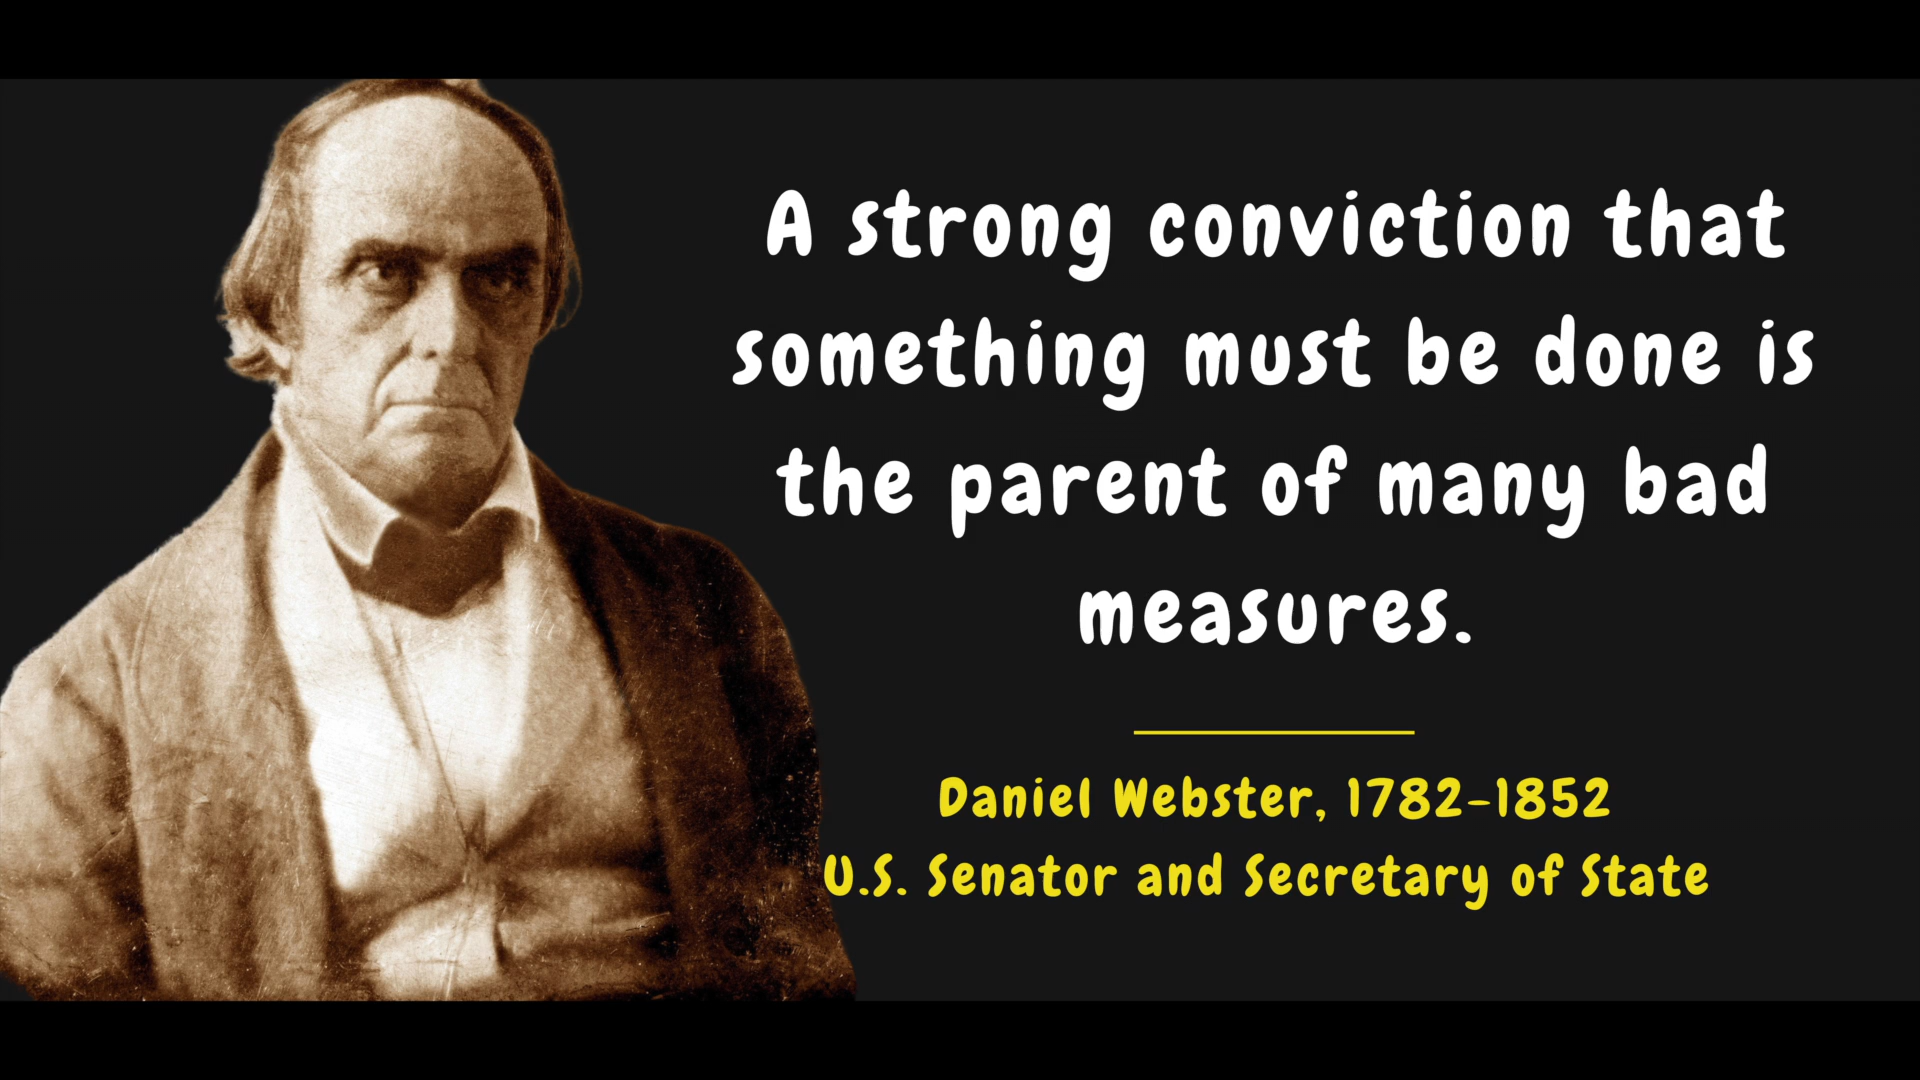 A strong conviction that
something must be done is
the parent of many bad
measures.
Daniel Webster, 1782-1852
U.S. Senator and Secretary of State